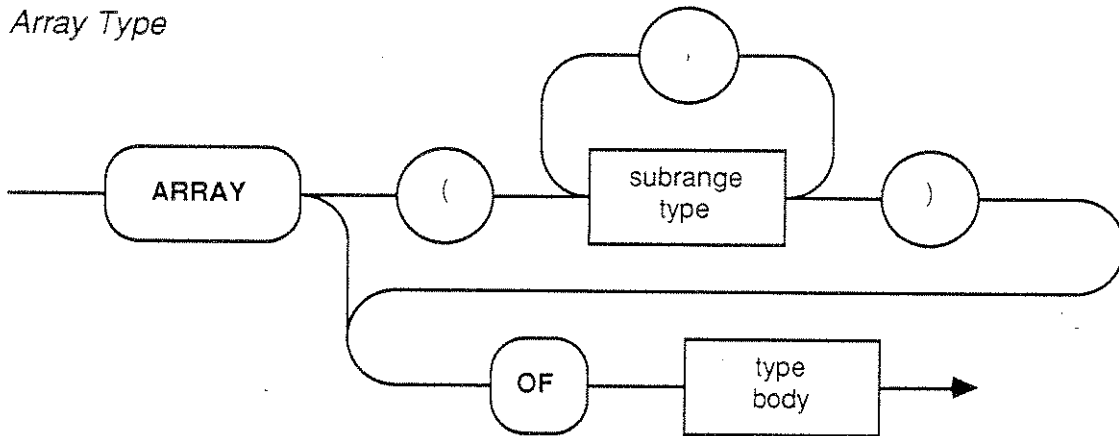 Array Type
,
ARRAY
(
subrange
type
)
OF
type
body